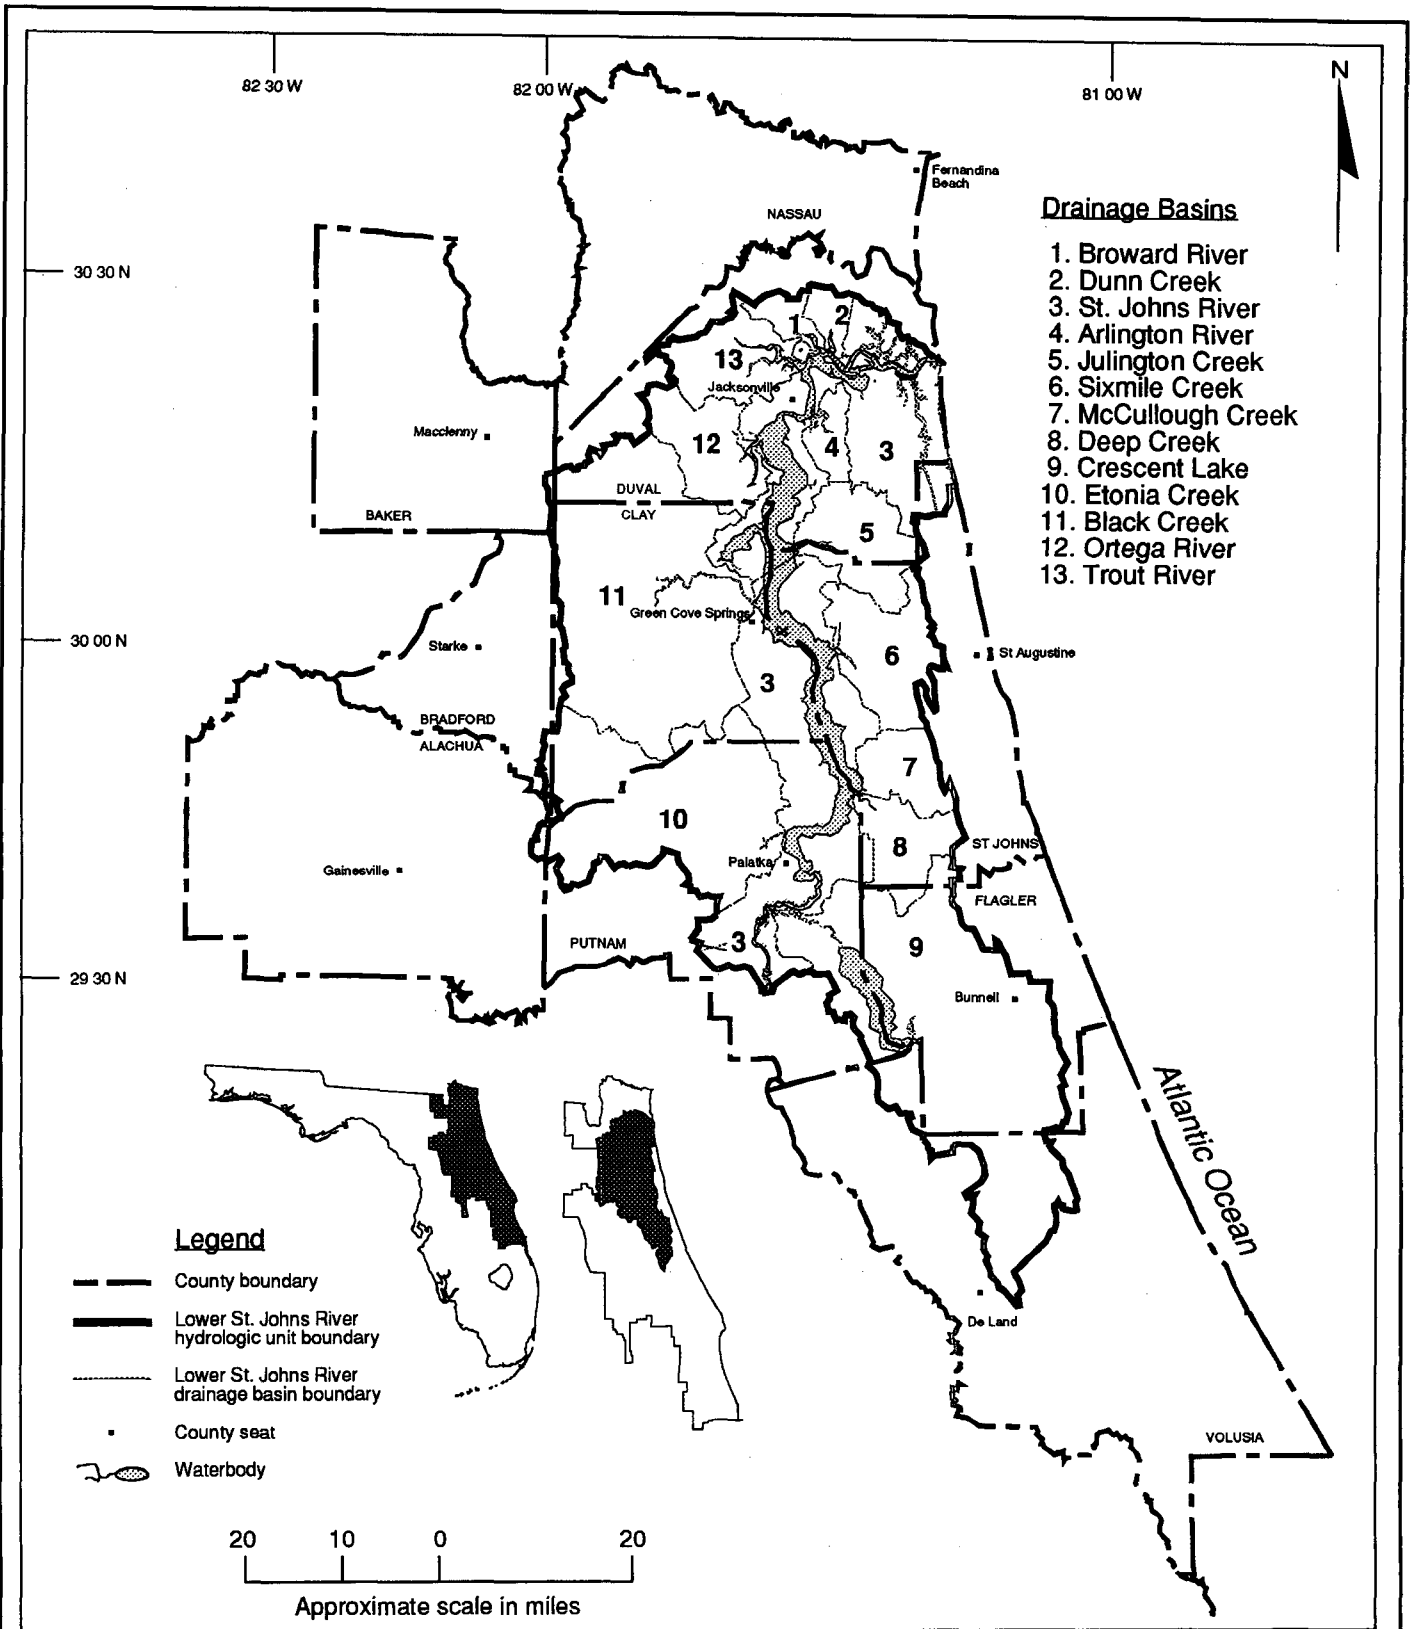 82 30 W
82 00 W
81 00 W
N
Fernandina
Beach
NASSAU
Drainage Basins
1. Broward River
2. Dunn Creek
3. St. Johns River
4. Arlington River
5. Julington Creek
6. Sixmile Creek
7. McCullough Creek
8. Deep Creek
9. Crescent Lake
10. Etonia Creek
11. Black Creek
12. Ortega River
13. Trout River
30 30 N
1
2
13
Jacksonville
Macclenny
12
4
3
DUVAL
CLAY
BAKER
5
11
Green Cove Springs
30 00 N
Starke
6
St Augustine
3
BRADFORD
ALACHUA
7
10
8
ST JOHNS
Palatka
Gainesville
FLAGLER
PUTNAM
3
9
29 30 N
Bunnell
Atlantic Ocean
De Land
VOLUSIA
Legend
County boundary
Lower St. Johns River
hydrologic unit boundary
Lower St. Johns River
drainage basin boundary
County seat
Waterbody
20 10 0 20
Approximate scale in miles